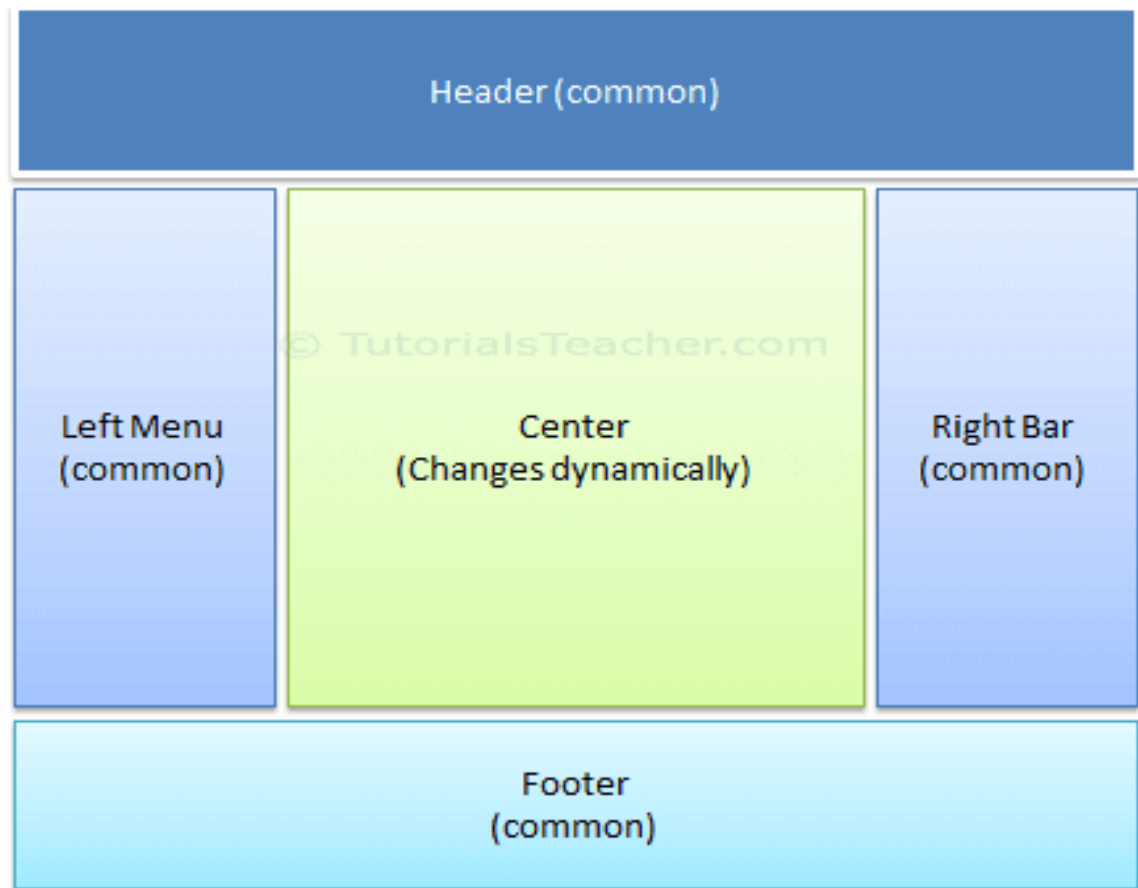 Header (common)
© TutorialsTeacher.com
Left Menu
(common)
Center
(Changes dynamically)
Right Bar
(common)
Footer
(common)